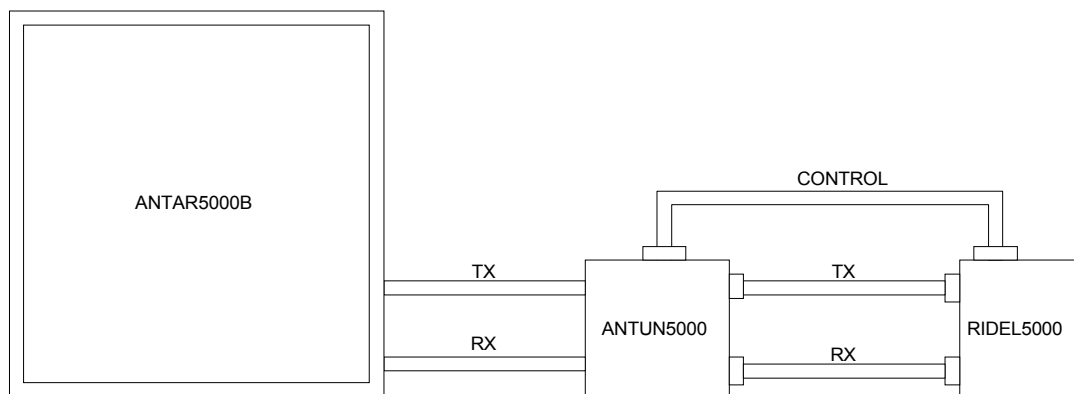 CONTROL
ANTAR5000B
TX
TX
ANTUN5000
RIDEL5000
RX
RX